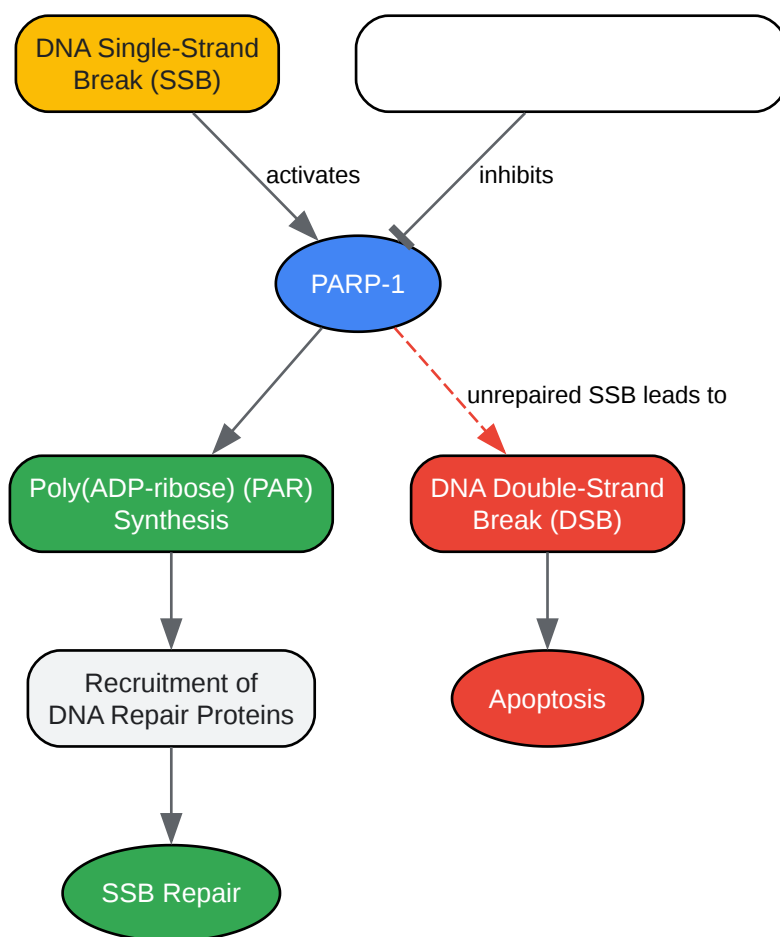 DNA Single-Strand
Break (SSB)
activates
inhibits
PARP-1
unrepaired SSB leads to
Poly(ADP-ribose) (PAR)
Synthesis
DNA Double-Strand
Break (DSB)
Recruitment of
DNA Repair Proteins
Apoptosis
SSB Repair